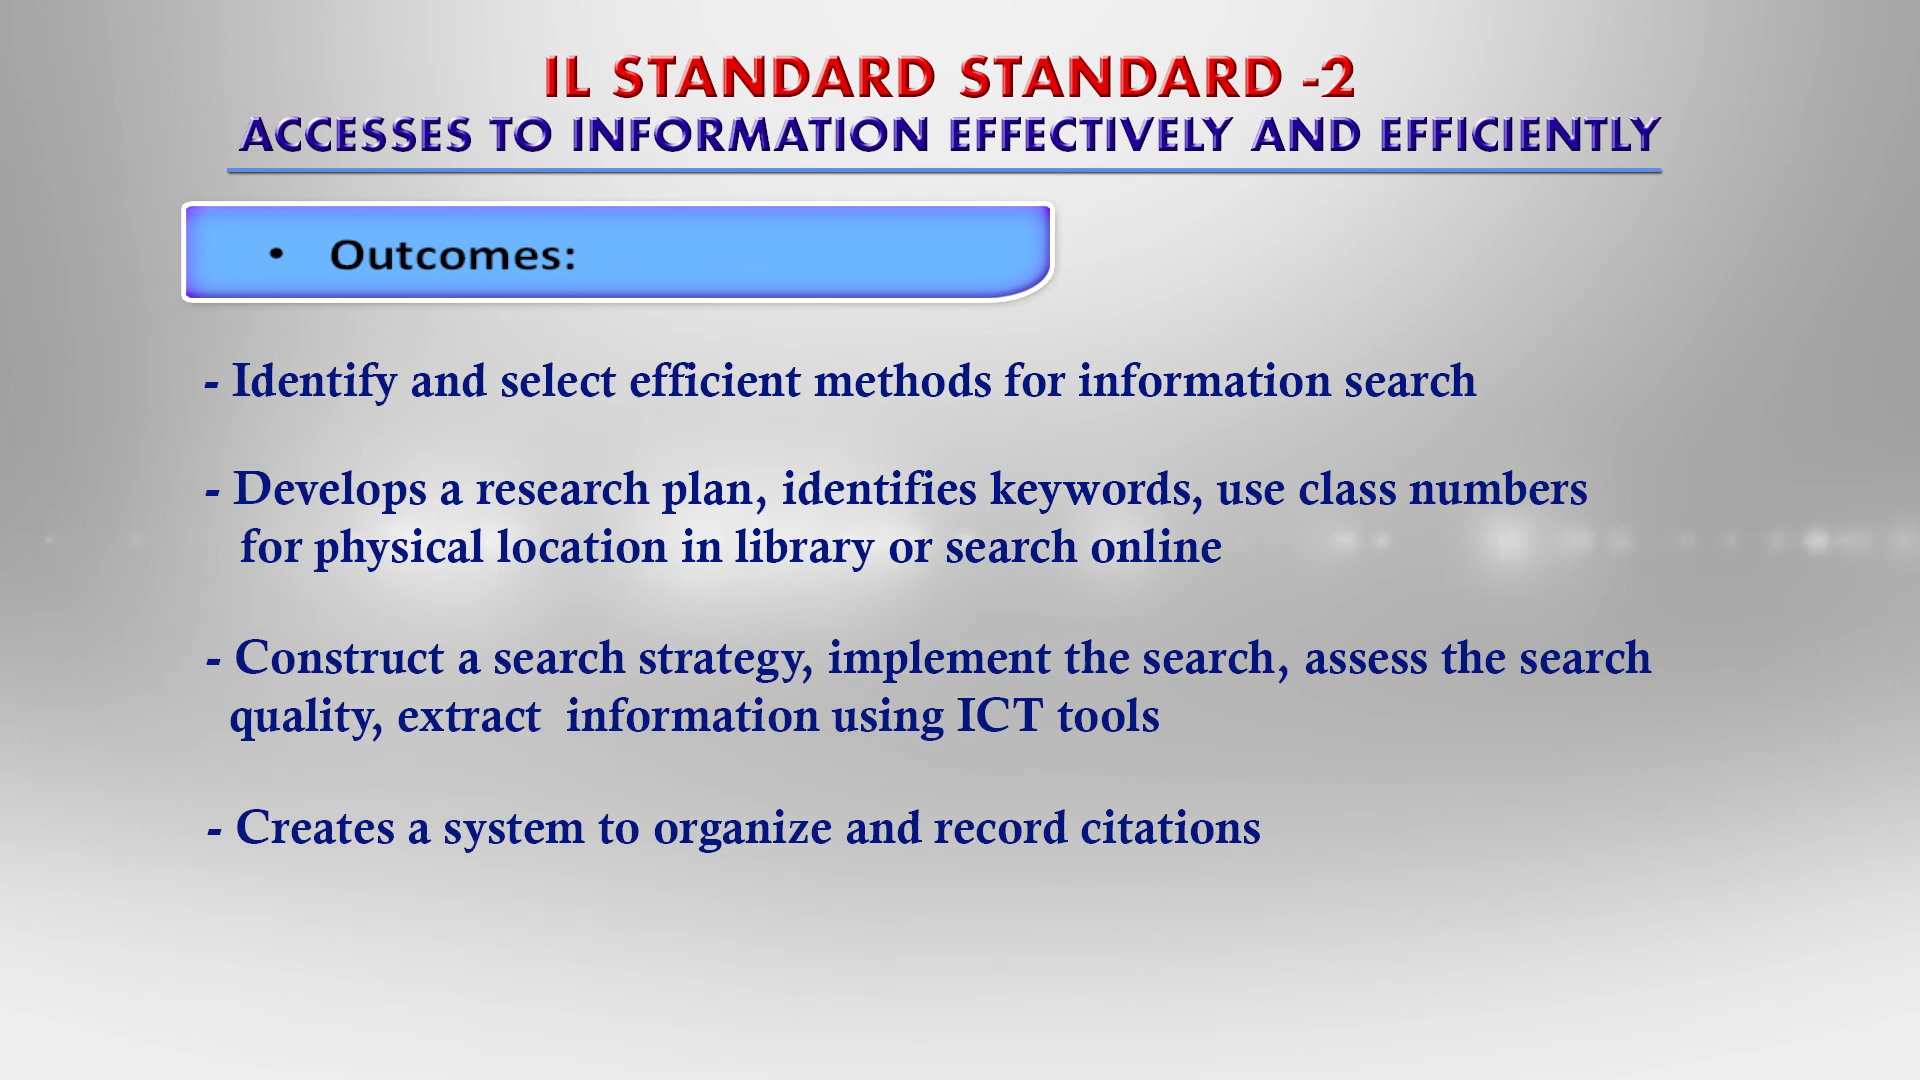 IL STANDARD STANDARD -2
ACCESSES TO INFORMATION EFFECTIVELY AND EFFICIENTLY
• Outcomes:
- Identify and select efficient methods for information search
- Develops a research plan, identifies keywords, use class numbers
for physical location in library or search online
- Construct a search strategy, implement the search, assess the search
quality, extract  information using ICT tools
- Creates a system to organize and record citations